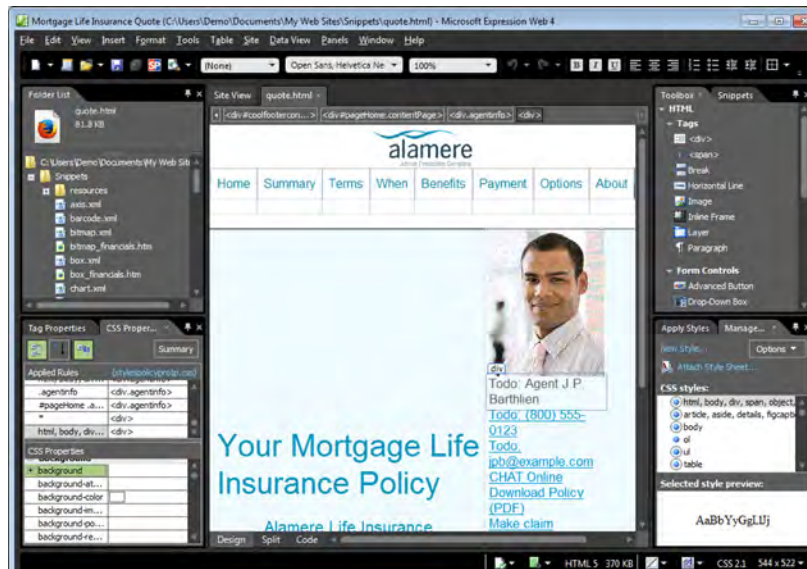 Mortgage Life Insurance Quote (C:\Users\Demo\Documents\My Web Sites\Snippets\quote.html) - Microsoft Expression Web 4
File Edit View Insert Format Tools Table Site Data View Panels Window Help
(None) Open Sans, Helvetica Ne 100% B I U
Folder List
quote.html
81.8 KB
C:\Users\Demo\Documents\My Web Sit
Snippets
resources
axis.xml
barcode.xml
bitmap.xml
bitmap_financials.htm
box.xml
box_financials.htm
chart.xml
Tag Properties CSS Proper...
Summary
Applied Rules
html, body, div...
.agentinfo <div.agentinfo>
#pageHome .a... <div.agentinfo>
* <div>
html, body, div... <div>
CSS Properties
background
background
background-at...
background-color
background-im...
background-po...
background-re...
Site View quote.html
<div#coolfootercon...> <div#pageHome.contentPage> <div.agentinfo> <div>
alamere
Home Summary Terms When Benefits Payment Options About
div
Todo: Agent J.P.
Barthlien
Todo: (800) 555-
0123
Todo.
jpb@example.com
CHAT Online
Download Policy
(PDF)
Make claim
Your Mortgage Life
Insurance Policy
Alamere Life Insurance
Design Split Code
Toolbox Snippets
HTML
Tags
<div>
<span>
Break
Horizontal Line
Image
Inline Frame
Layer
Paragraph
Form Controls
Advanced Button
Drop-Down Box
Apply Styles Manage...
New Style... Options
Attach Style Sheet...
CSS styles:
html, body, div, span, object,
article, aside, details, figcapti
body
ol
ul
table
Selected style preview:
AaBbYyGgLlJj
HTML 5 370 KB CSS 2.1 544 x 522